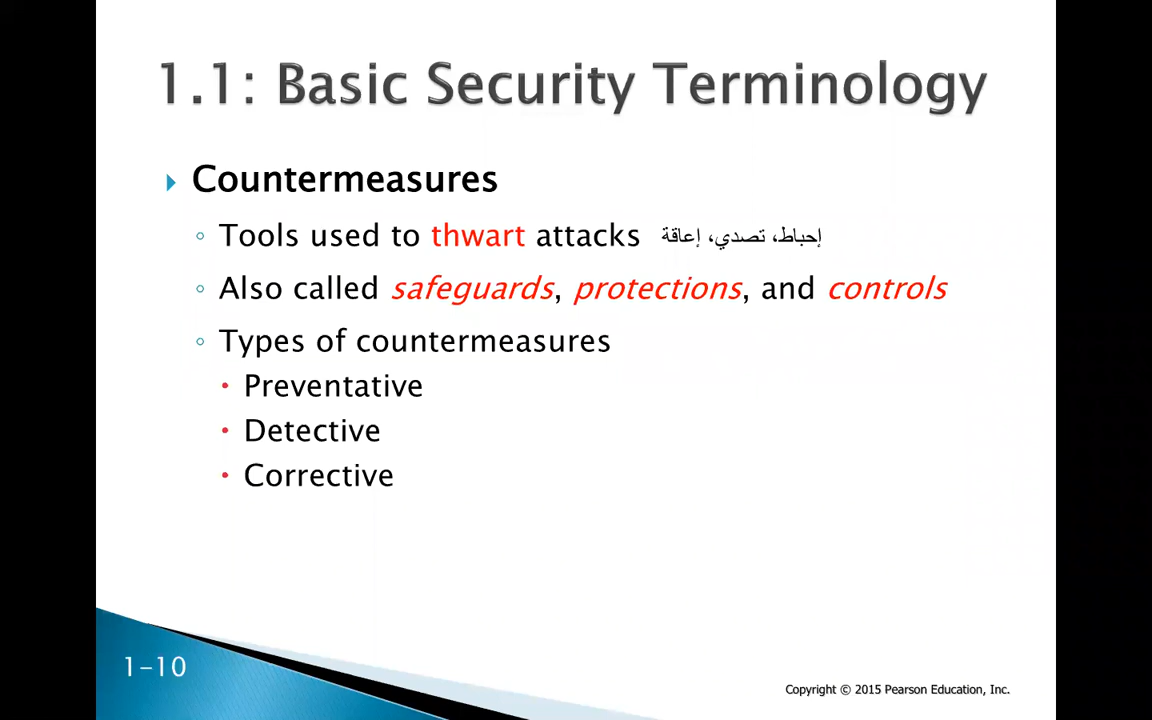 1.1: Basic Security Terminology
Countermeasures
Tools used to thwart attacks إحباط، تصدي، إعاقة
Also called safeguards, protections, and controls
Types of countermeasures
Preventative
Detective
Corrective
1-10
Copyright © 2015 Pearson Education, Inc.